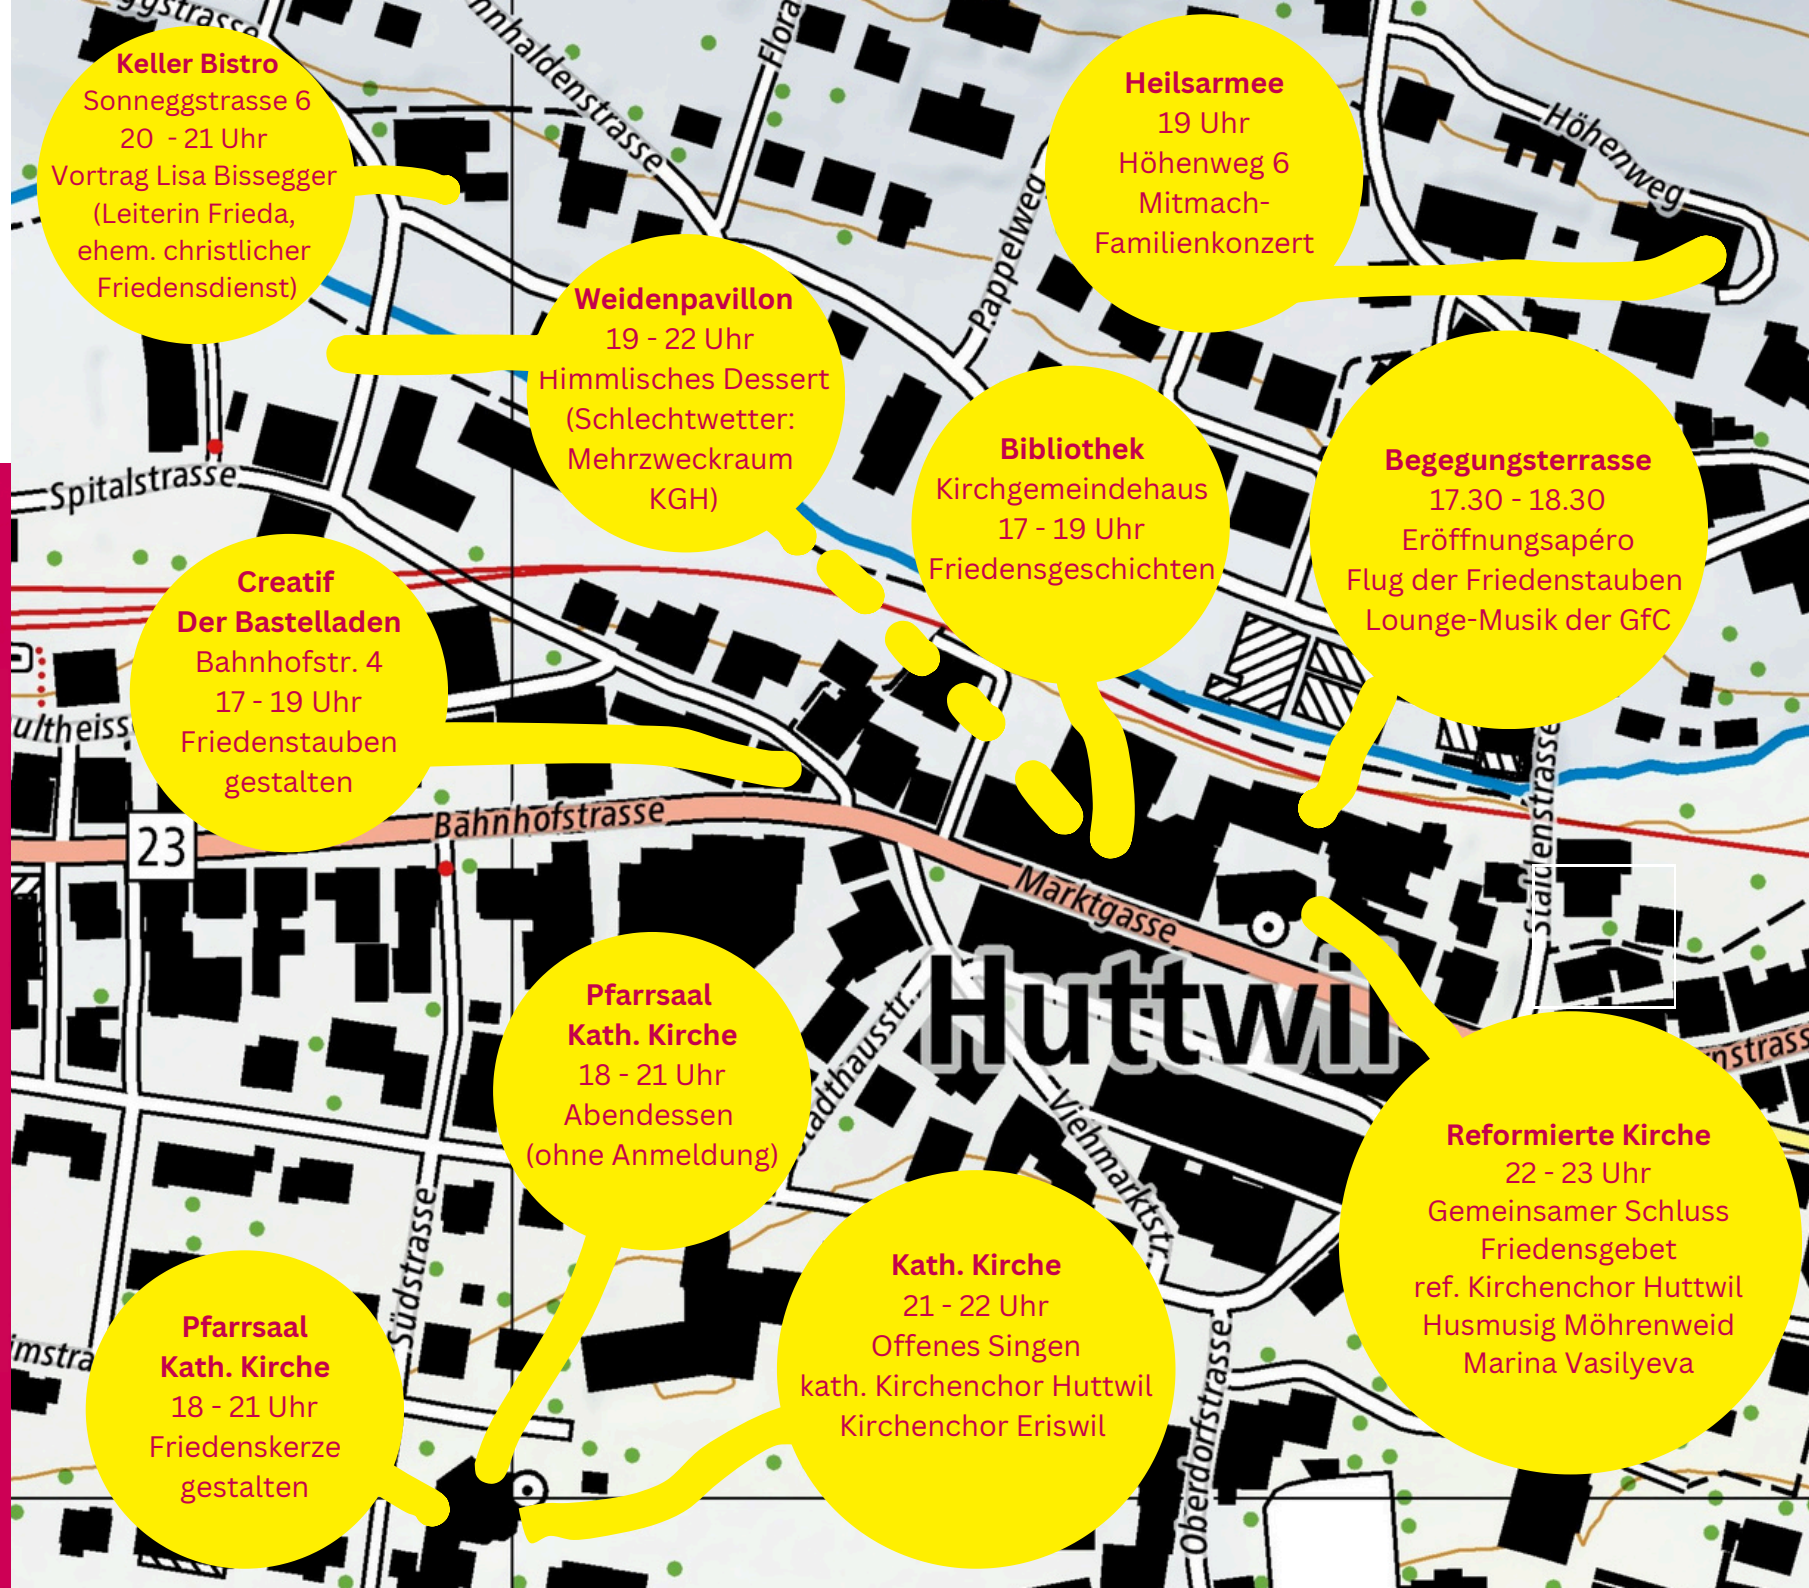 Keller Bistro
Sonneggstrasse 6
20 - 21 Uhr
Vortrag Lisa Bissegger
(Leiterin Frieda,
ehem. christlicher
Friedensdienst)
Heilsarmee
19 Uhr
Höhenweg 6
Mitmach-
Familienkonzert
Höhenweg
Pappelweg
Weidenpavillon
19 - 22 Uhr
Himmlisches Dessert
(Schlechtwetter:
Mehrzweckraum
KGH)
Bibliothek
Kirchgemeindehaus
17 - 19 Uhr
Friedensgeschichten
Begegungsterrasse
17.30 - 18.30
Eröffnungsapéro
Flug der Friedenstauben
Lounge-Musik der GfC
Spitalstrasse
Creatif
Der Bastelladen
Bahnhofstr. 4
17 - 19 Uhr
Friedenstauben
gestalten
23
Bahnhofstrasse
Marktgasse
Staldenstrasse
Huttwil
Pfarrsaal
Kath. Kirche
18 - 21 Uhr
Abendessen
(ohne Anmeldung)
Viehmarktstr.
Reformierte Kirche
22 - 23 Uhr
Gemeinsamer Schluss
Friedensgebet
ref. Kirchenchor Huttwil
Husmusig Möhrenweid
Marina Vasilyeva
Südstrasse
Pfarrsaal
Kath. Kirche
18 - 21 Uhr
Friedenskerze
gestalten
Kath. Kirche
21 - 22 Uhr
Offenes Singen
kath. Kirchenchor Huttwil
Kirchenchor Eriswil
Oberdorfstrasse